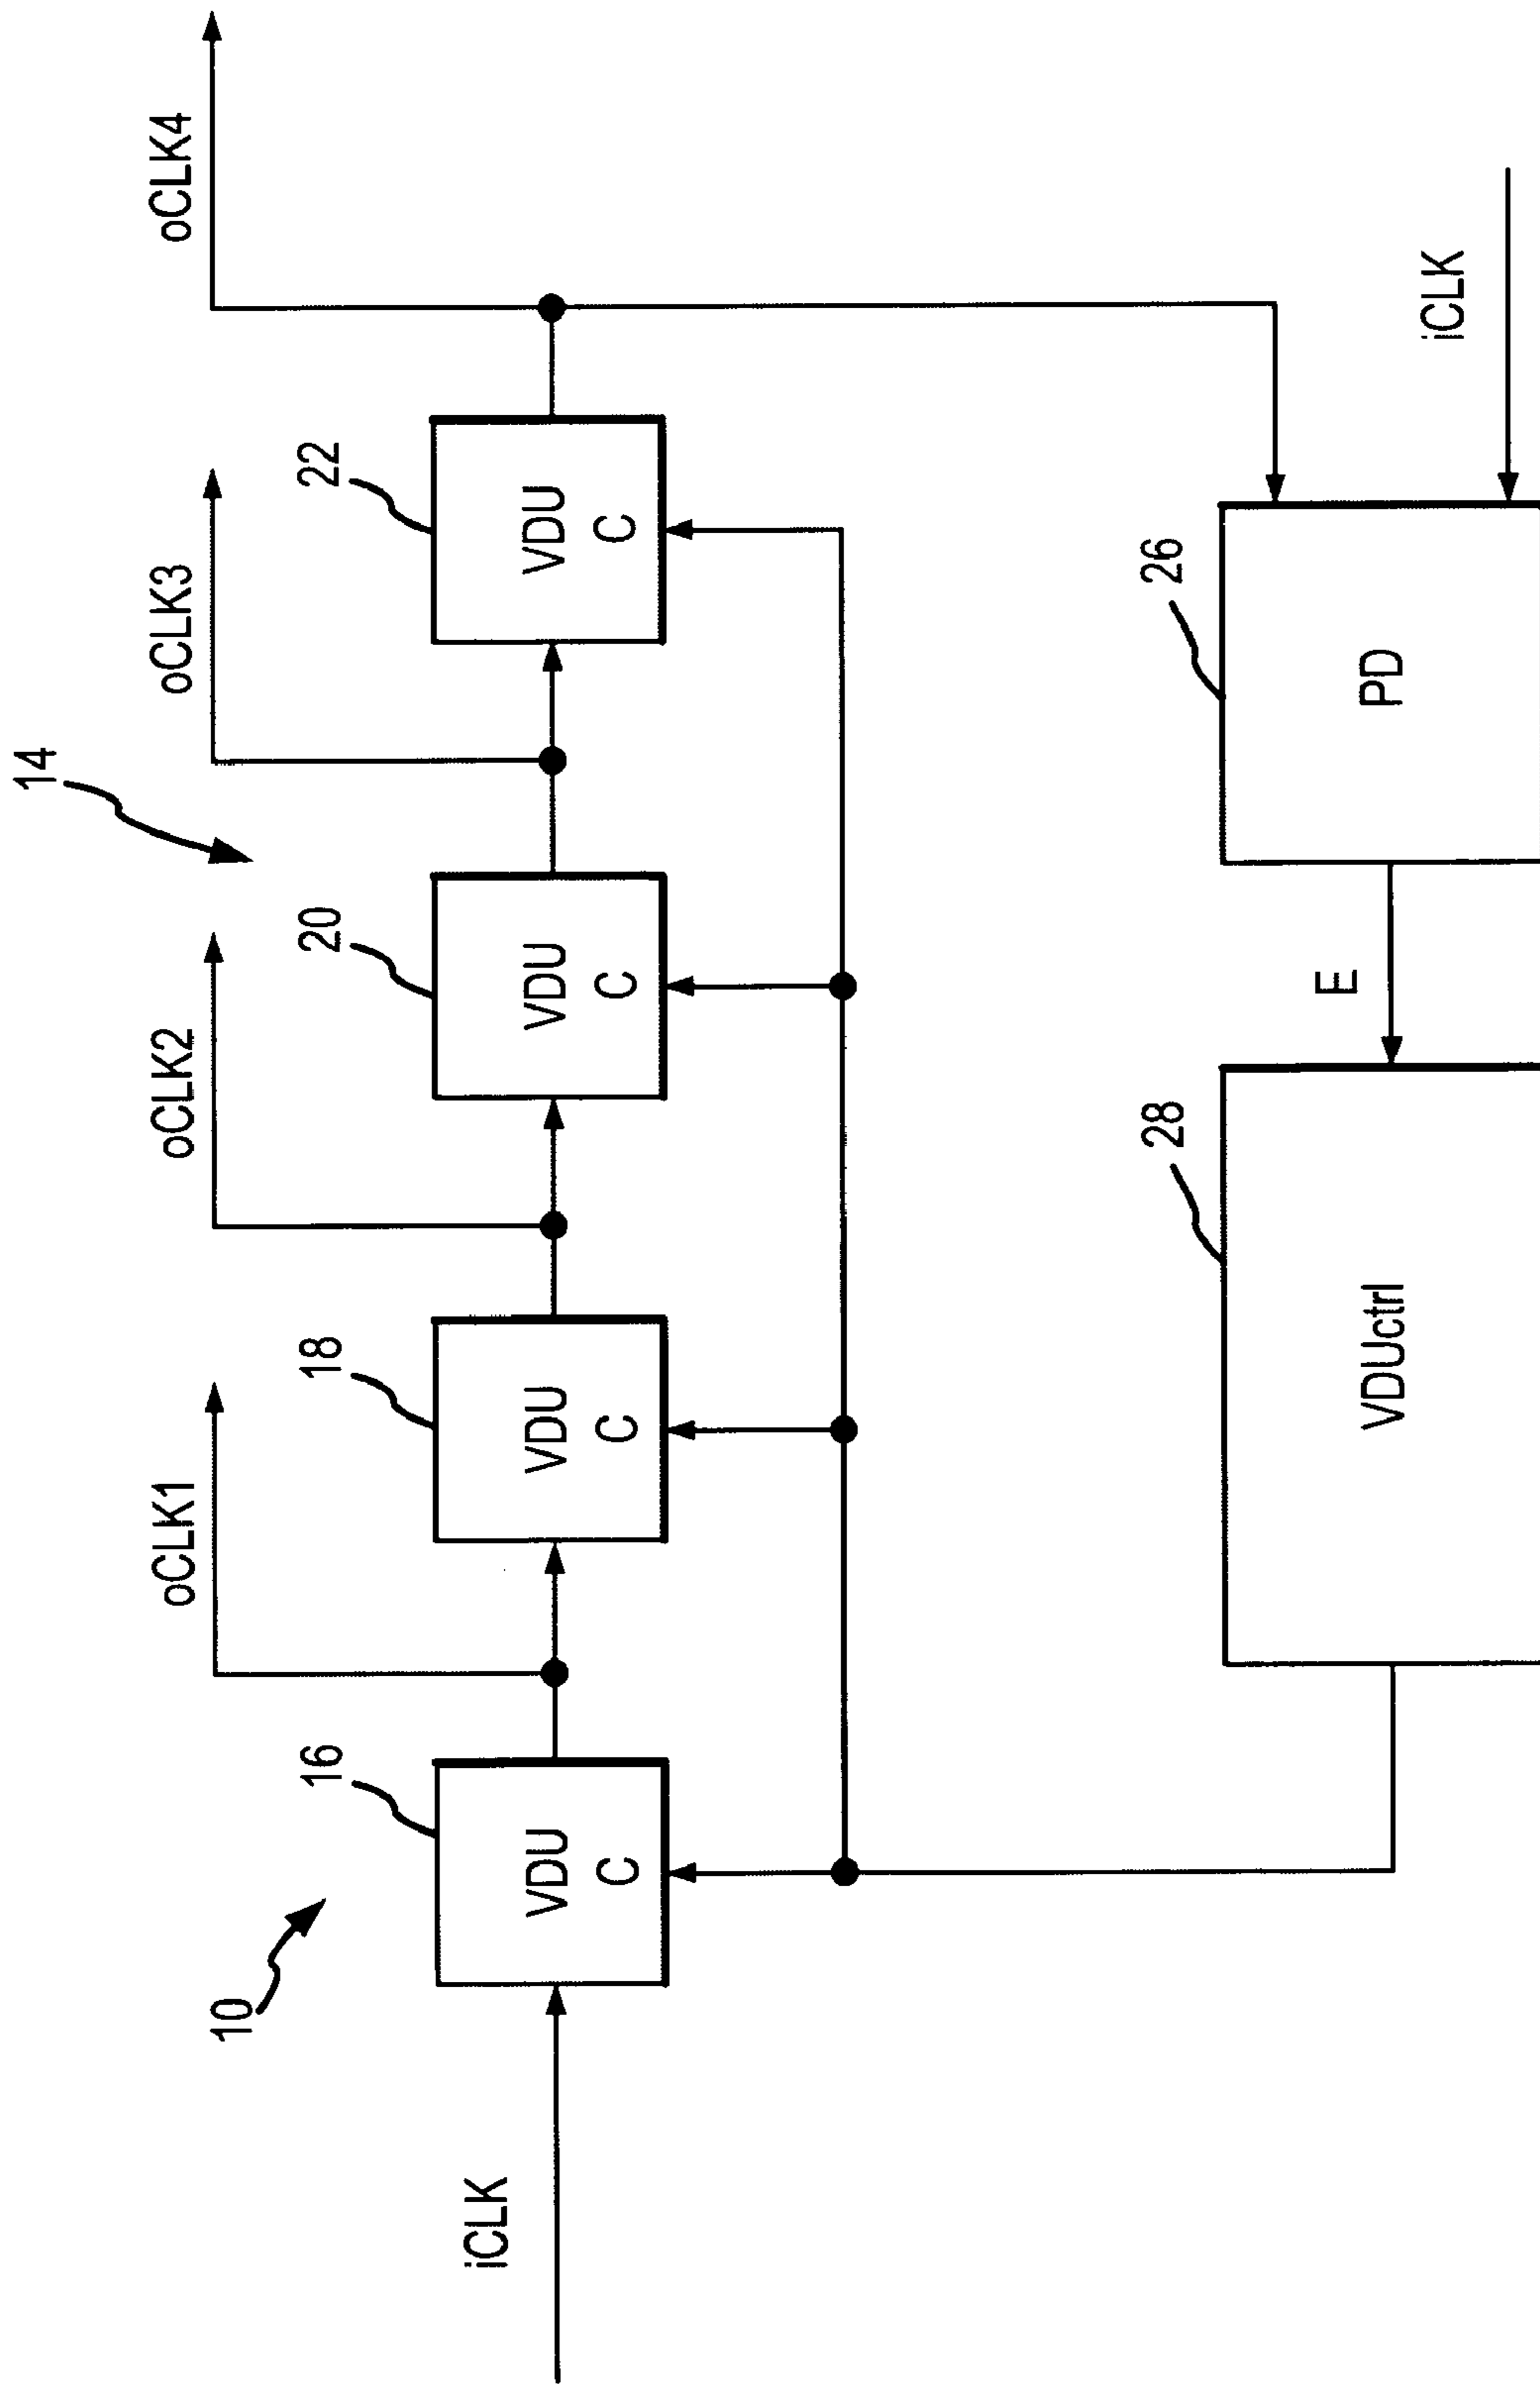 14
oCLK1
oCLK2
oCLK3
oCLK4
10
16
18
20
22
iCLK
VDU
C
VDU
C
VDU
C
VDU
C
28
26
VDUctrl
E
PD
iCLK